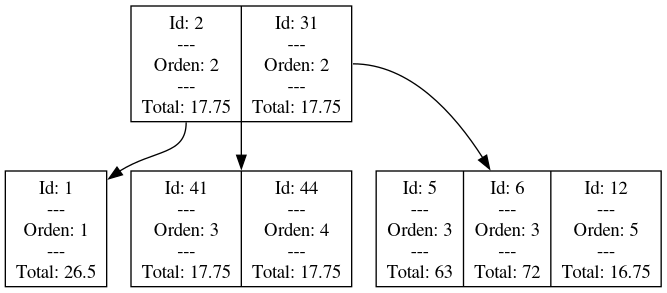 Id: 2
---
Orden: 2
---
Total: 17.75
Id: 31
---
Orden: 2
---
Total: 17.75
Id: 1
---
Orden: 1
---
Total: 26.5
Id: 41
---
Orden: 3
---
Total: 17.75
Id: 44
---
Orden: 4
---
Total: 17.75
Id: 5
---
Orden: 3
---
Total: 63
Id: 6
---
Orden: 3
---
Total: 72
Id: 12
---
Orden: 5
---
Total: 16.75